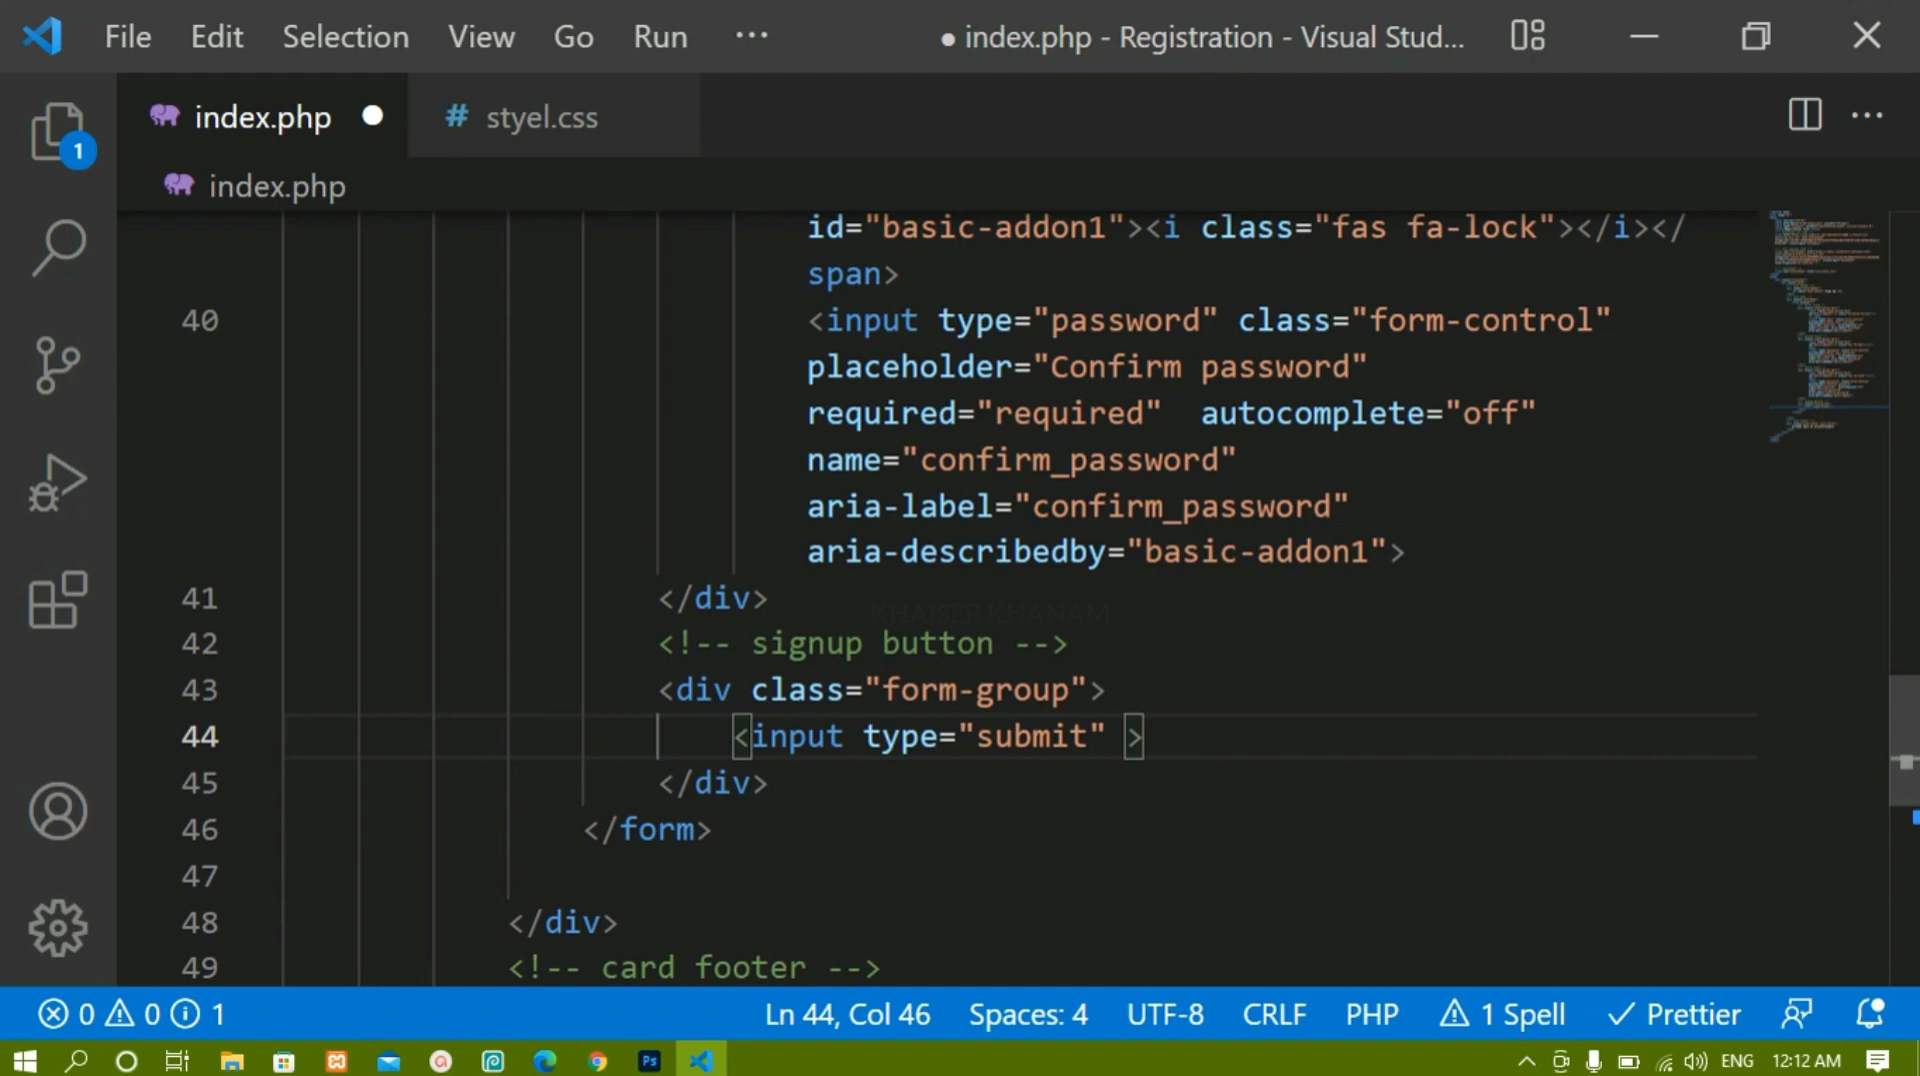 File Edit Selection View Go Run ···
● index.php - Registration - Visual Stud...
index.php ●
# styel.css
1
index.php
id="basic-addon1"><i class="fas fa-lock"></i></
span>
40 <input type="password" class="form-control"
placeholder="Confirm password"
required="required"  autocomplete="off"
name="confirm_password"
aria-label="confirm_password"
aria-describedby="basic-addon1">
41 </div>
KHAISER KHANAM
42 <!-- signup button -->
43 <div class="form-group">
44 <input type="submit" >
45 </div>
46 </form>
47
48 </div>
49 <!-- card footer -->
0 0 1 Ln 44, Col 46 Spaces: 4 UTF-8 CRLF PHP 1 Spell Prettier
Ps ENG 12:12 AM